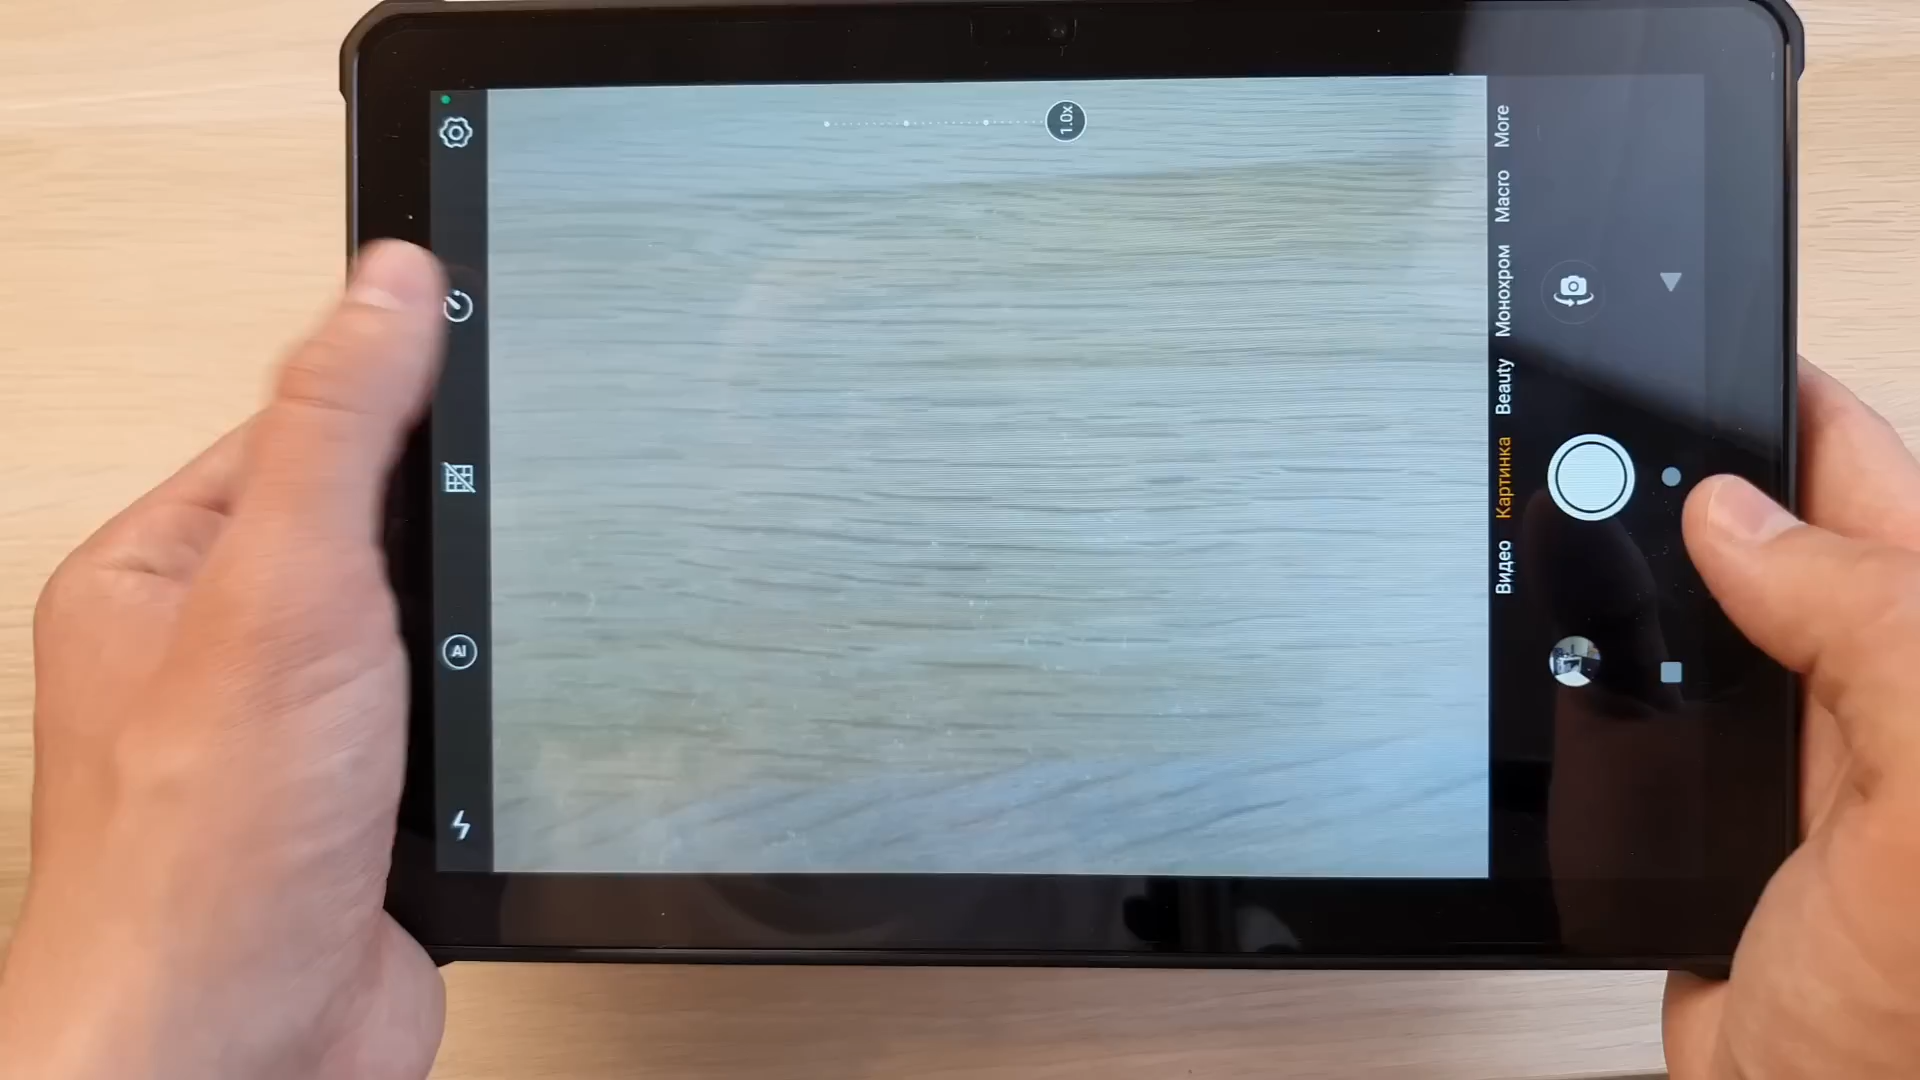 1.0x
Видео
Картинка
Beauty
Монохром
Macro
More
AI